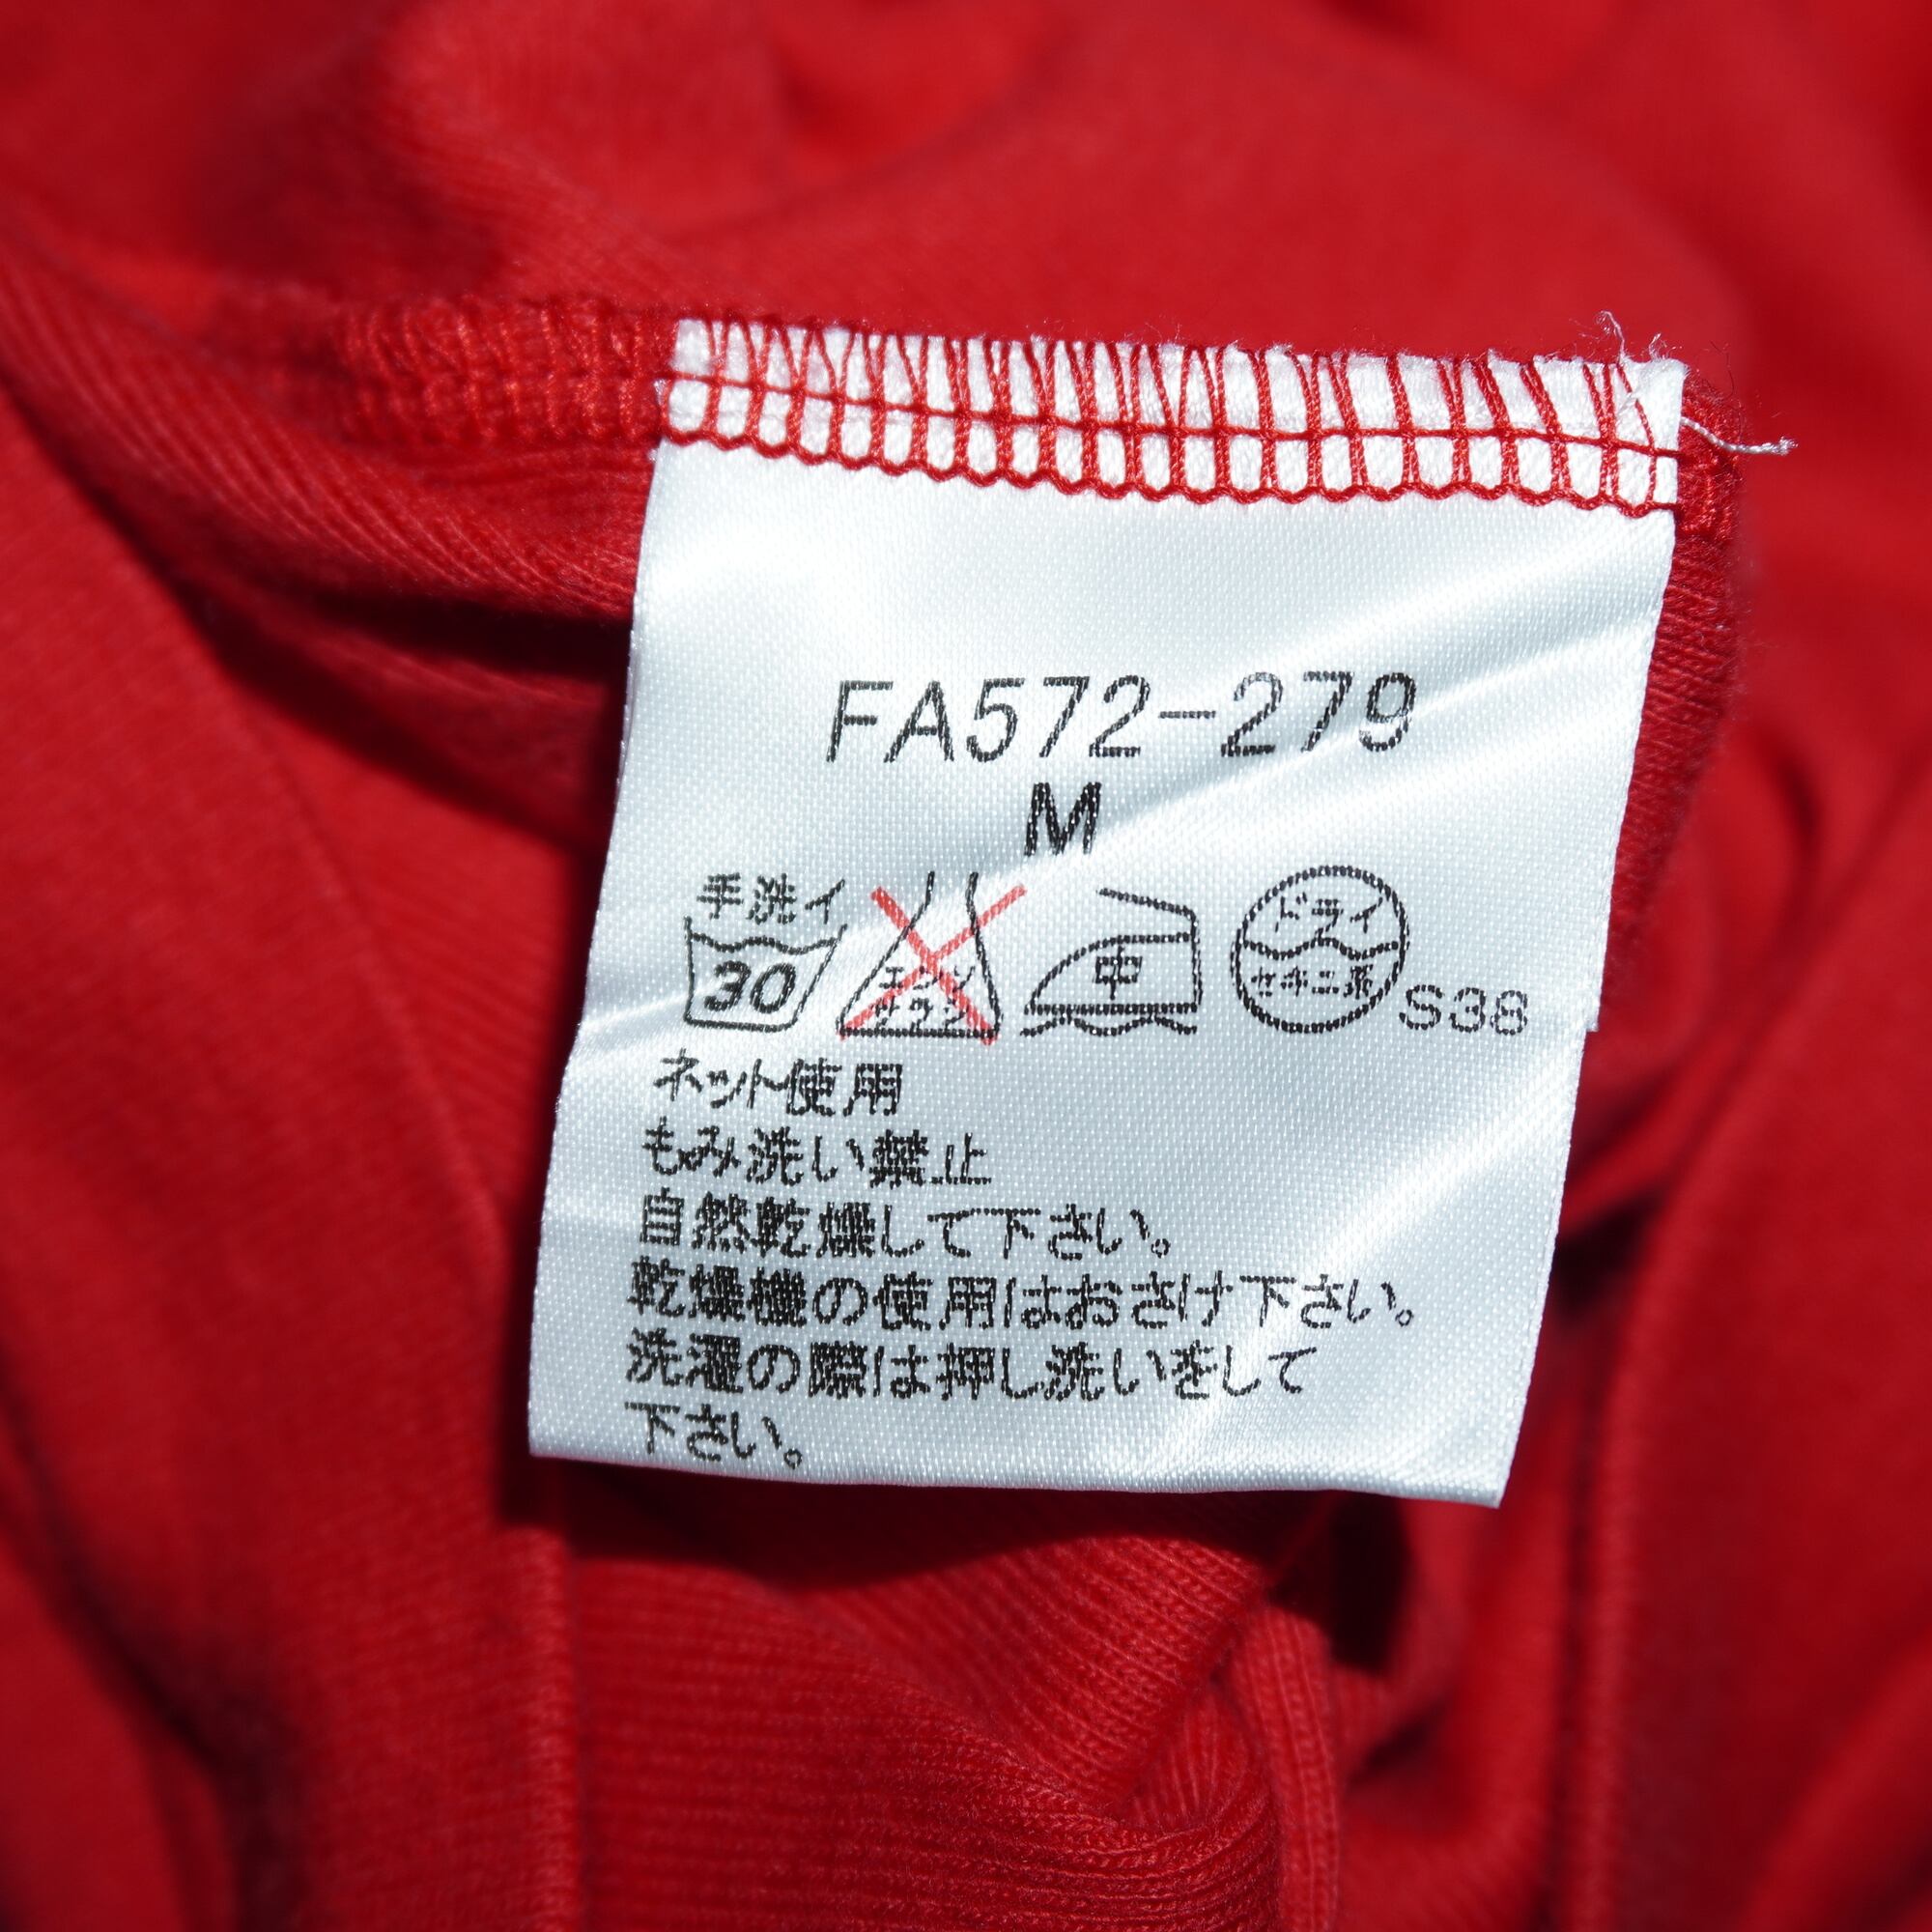 FA572-279
M
手洗イ
30
エンソ
サラシ
中
ドライ
セキユ系
S38
ネット使用
もみ洗い禁止
自然乾燥して下さい。
乾燥機の使用はおさけ下さい。
洗濯の際は押し洗いをして
下さい。